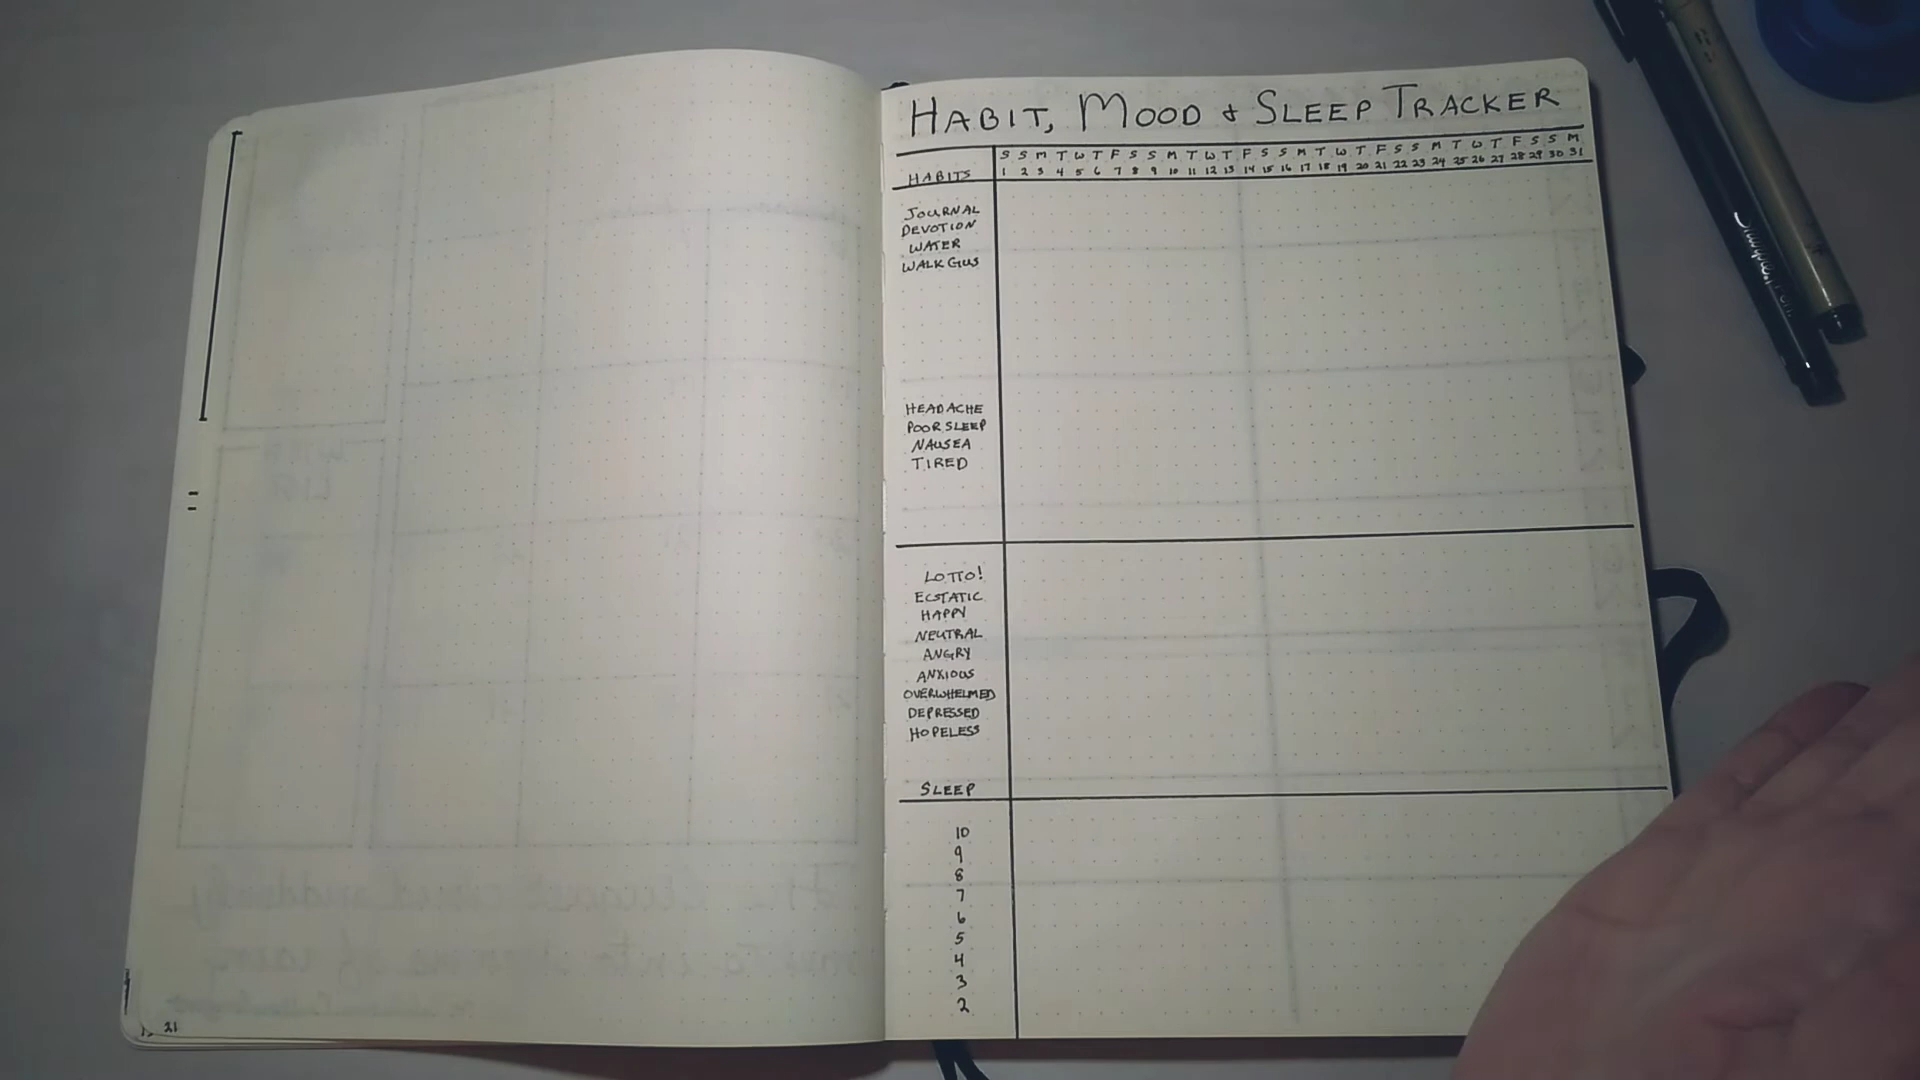 HABIT, MOOD & SLEEP TRACKER
S S M T W T F S S M T W T F S S M T W T F S S M T W T F S S M
HABITS 1 2 3 4 5 6 7 8 9 10 11 12 13 14 15 16 17 18 19 20 21 22 23 24 25 26 27 28 29 30 31
JOURNAL
DEVOTION
WATER
WALK GUS
HEADACHE
POOR SLEEP
NAUSEA
TIRED
LOTTO!
ECSTATIC
HAPPY
NEUTRAL
ANGRY
ANXIOUS
OVERWHELMED
DEPRESSED
HOPELESS
SLEEP
10
9
8
7
6
5
4
3
2
21